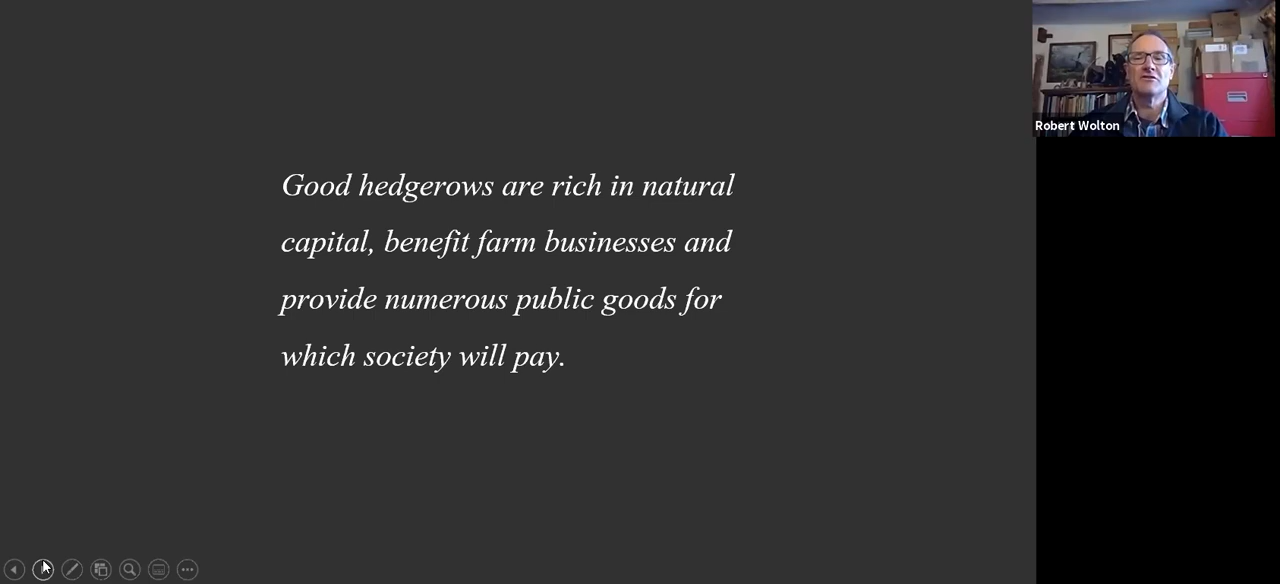 Good hedgerows are rich in natural
capital, benefit farm businesses and
provide numerous public goods for
which society will pay.
Robert Wolton